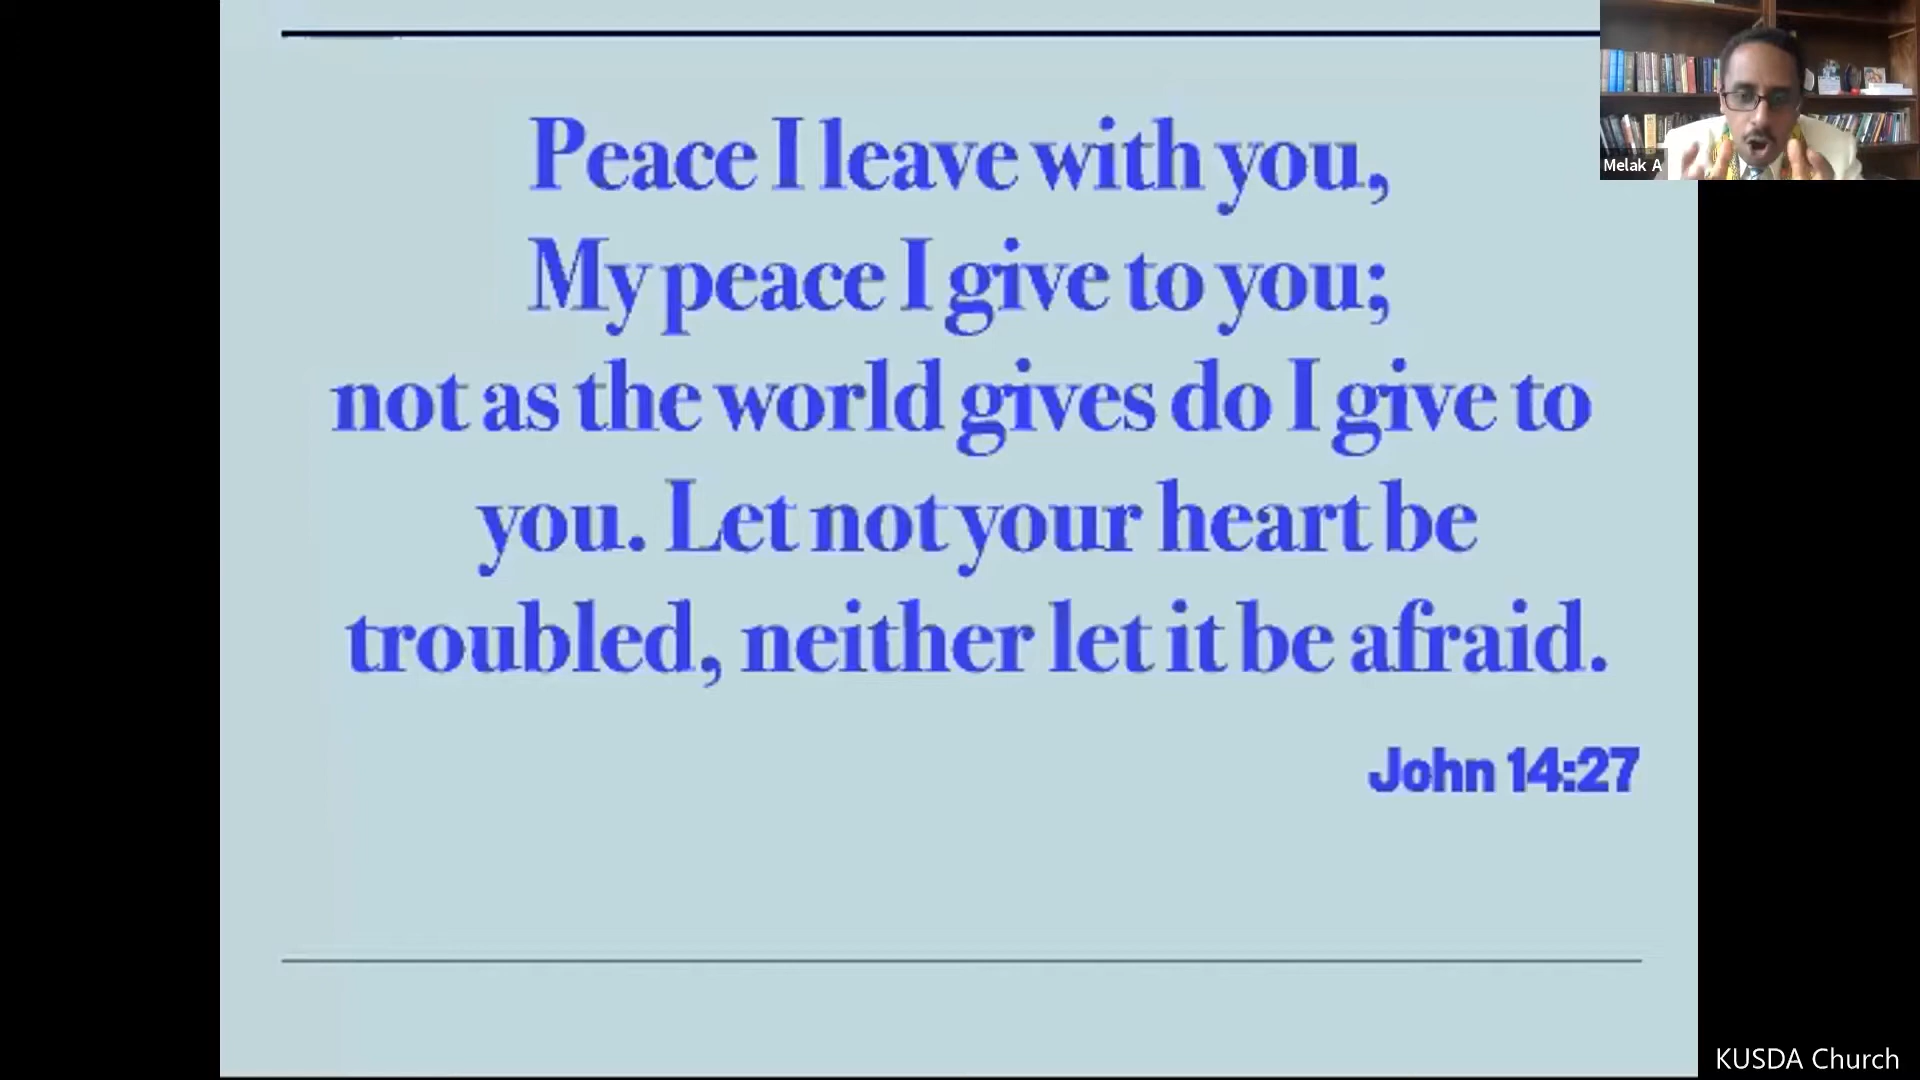 Peace I leave with you,
My peace I give to you;
not as the world gives do I give to
you. Let not your heart be
troubled, neither let it be afraid.
John 14:27
Melak A
KUSDA Church